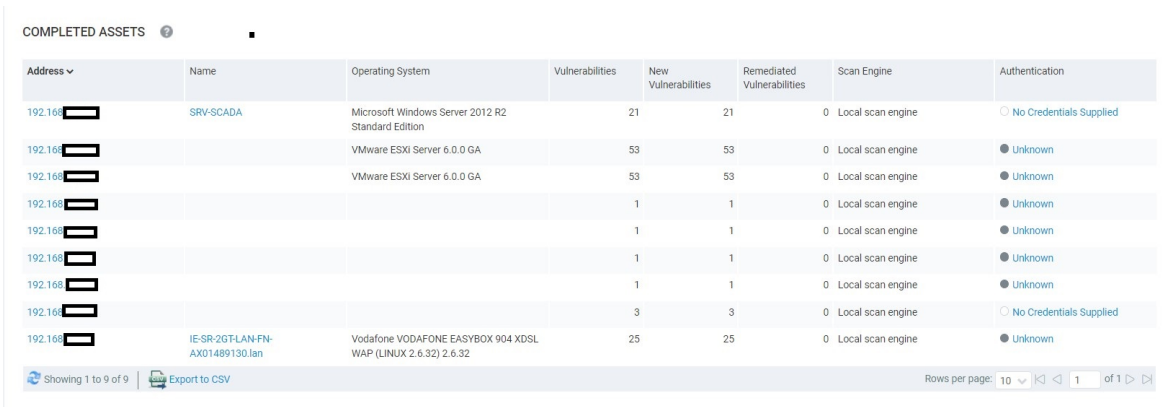 COMPLETED ASSETS ?
Address Name Operating System Vulnerabilities New Vulnerabilities Remediated Vulnerabilities Scan Engine Authentication
192.168 SRV-SCADA Microsoft Windows Server 2012 R2 Standard Edition 21 21 0 Local scan engine No Credentials Supplied
192.168 VMware ESXi Server 6.0.0 GA 53 53 0 Local scan engine Unknown
192.168 VMware ESXi Server 6.0.0 GA 53 53 0 Local scan engine Unknown
192.168 1 1 0 Local scan engine Unknown
192.168 1 1 0 Local scan engine Unknown
192.168 1 1 0 Local scan engine Unknown
192.168. 1 1 0 Local scan engine Unknown
192.168 3 3 0 Local scan engine No Credentials Supplied
192.168 IE-SR-2GT-LAN-FN-AX01489130.lan Vodafone VODAFONE EASYBOX 904 XDSL WAP (LINUX 2.6.32) 2.6.32 25 25 0 Local scan engine Unknown
Showing 1 to 9 of 9 Export to CSV Rows per page: 10 1 of 1